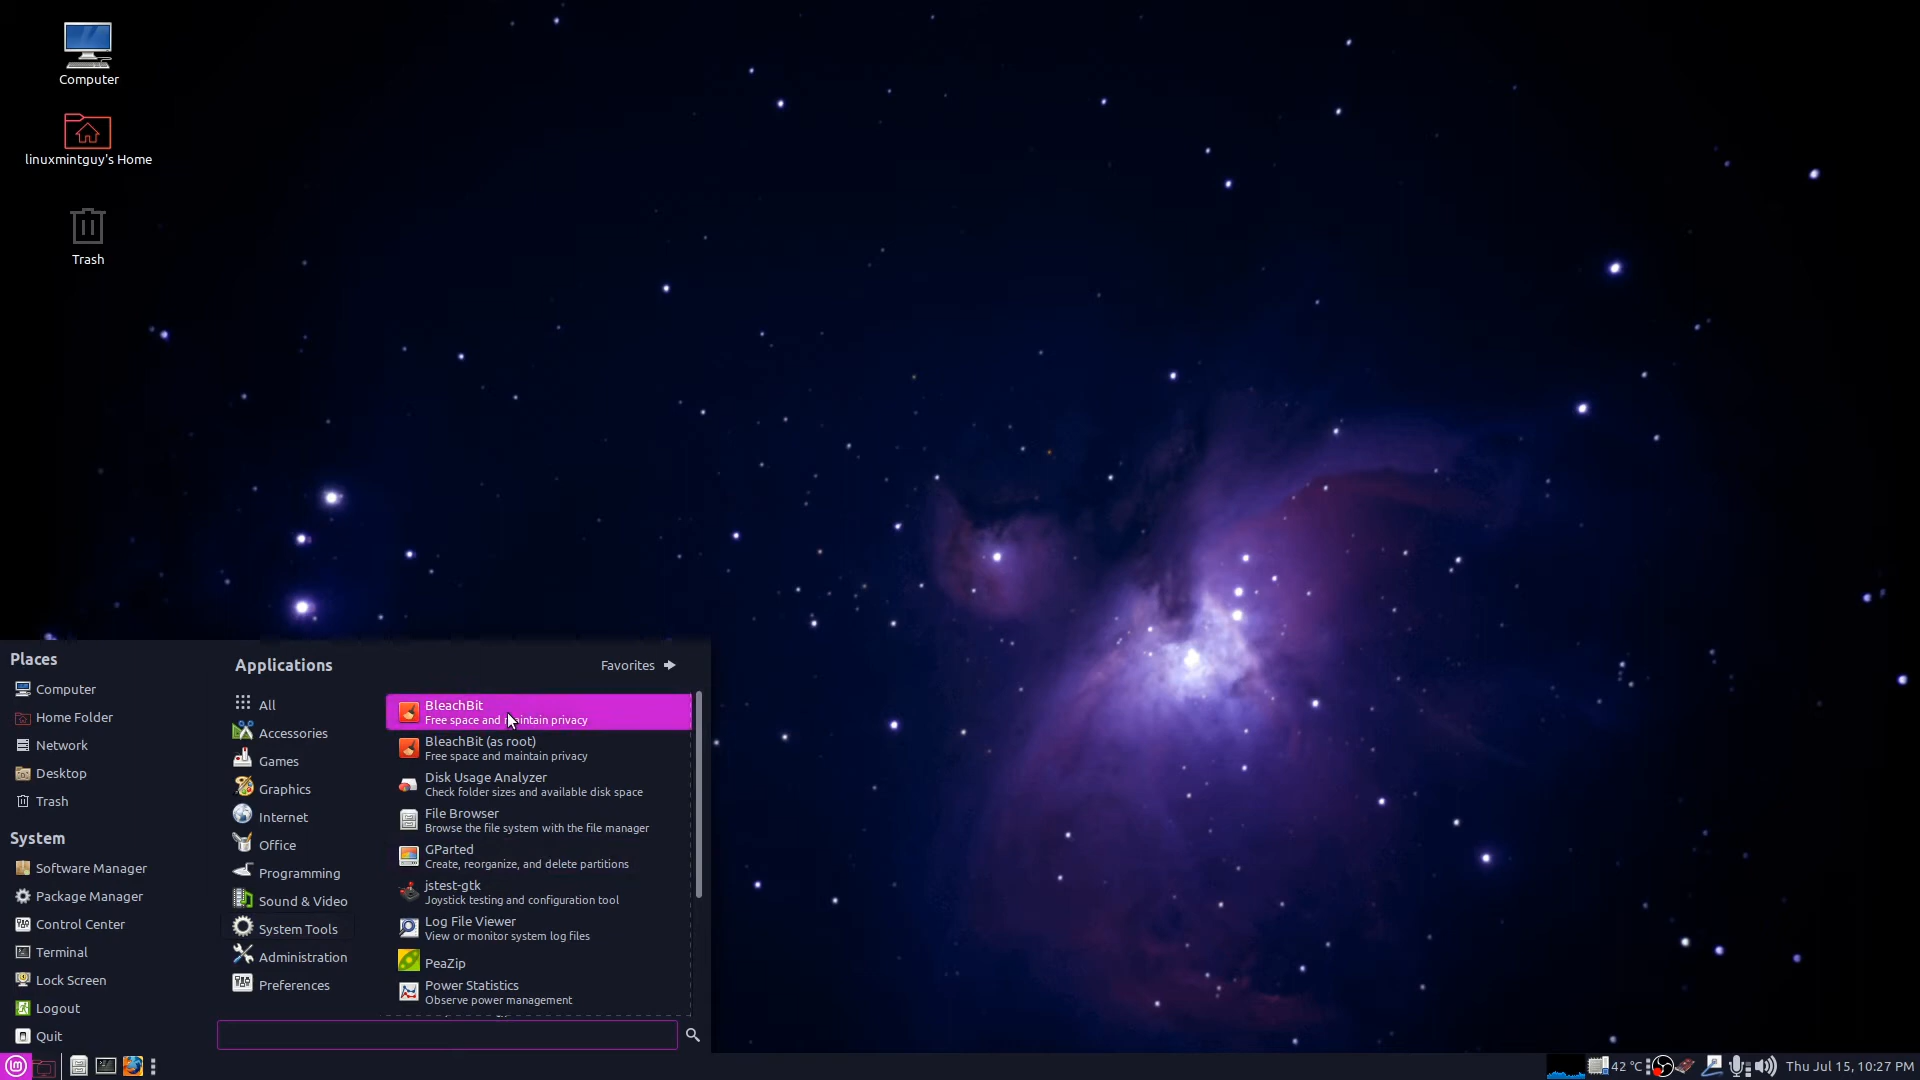 Computer
linuxmintguy's Home
Trash
Places
Computer
Home Folder
Network
Desktop
Trash
System
Software Manager
Package Manager
Control Center
Terminal
Lock Screen
Logout
Quit
Applications
Favorites
All
Accessories
Games
Graphics
Internet
Office
Programming
Sound & Video
System Tools
Administration
Preferences
BleachBit
Free space and maintain privacy
BleachBit (as root)
Free space and maintain privacy
Disk Usage Analyzer
Check folder sizes and available disk space
File Browser
Browse the file system with the file manager
GParted
Create, reorganize, and delete partitions
jstest-gtk
Joystick testing and configuration tool
Log File Viewer
View or monitor system log files
PeaZip
Power Statistics
Observe power management
42 °C
Thu Jul 15, 10:27 PM